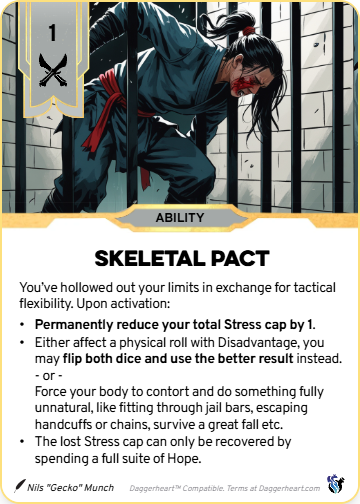 1
ABILITY
SKELETAL PACT
You've hollowed out your limits in exchange for tactical
flexibility. Upon activation:
• Permanently reduce your total Stress cap by 1.
• Either affect a physical roll with Disadvantage, you
may flip both dice and use the better result instead.
- or -
Force your body to contort and do something fully
unnatural, like fitting through jail bars, escaping
handcuffs or chains, survive a great fall etc.
• The lost Stress cap can only be recovered by
spending a full suite of Hope.
Nils "Gecko" Munch
Daggerheart™ Compatible. Terms at Daggerheart.com